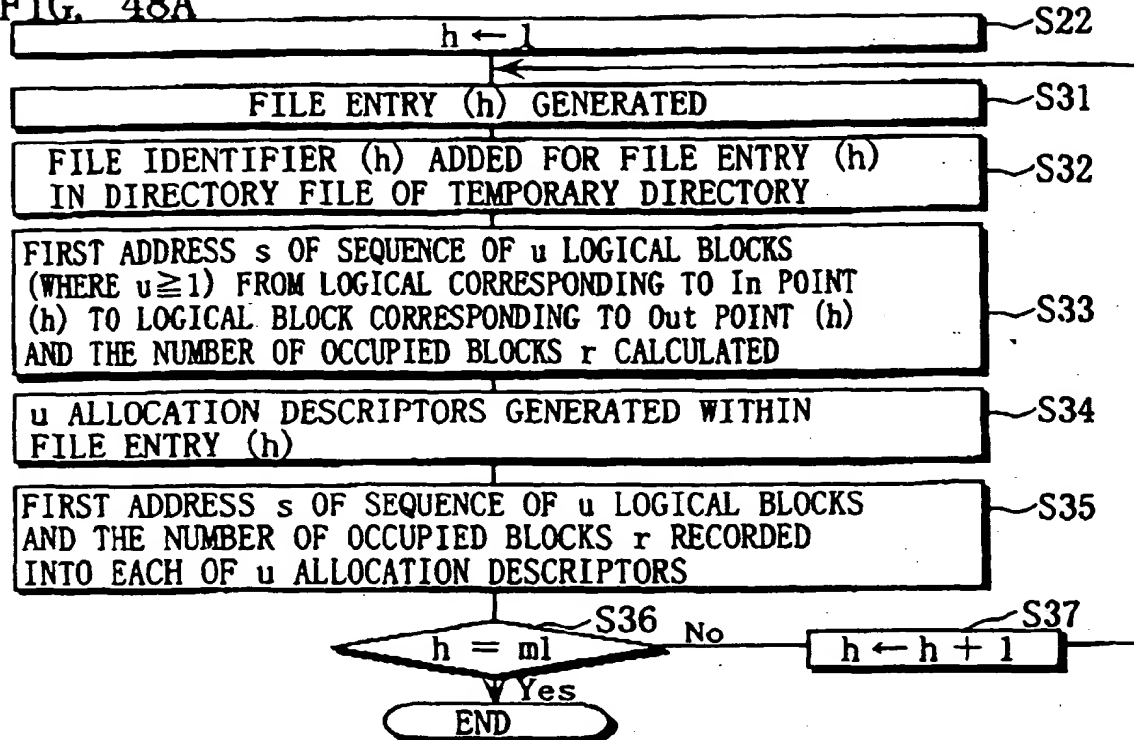 FIG. 48A
h ← 1
S22
FILE ENTRY (h) GENERATED
S31
FILE IDENTIFIER (h) ADDED FOR FILE ENTRY (h)
IN DIRECTORY FILE OF TEMPORARY DIRECTORY
S32
FIRST ADDRESS s OF SEQUENCE OF u LOGICAL BLOCKS
(WHERE u≧1) FROM LOGICAL CORRESPONDING TO In POINT
(h) TO LOGICAL BLOCK CORRESPONDING TO Out POINT (h)
AND THE NUMBER OF OCCUPIED BLOCKS r CALCULATED
S33
u ALLOCATION DESCRIPTORS GENERATED WITHIN
FILE ENTRY (h)
S34
FIRST ADDRESS s OF SEQUENCE OF u LOGICAL BLOCKS
AND THE NUMBER OF OCCUPIED BLOCKS r RECORDED
INTO EACH OF u ALLOCATION DESCRIPTORS
S35
S36
h = ml
No
S37
h ← h + 1
Yes
END